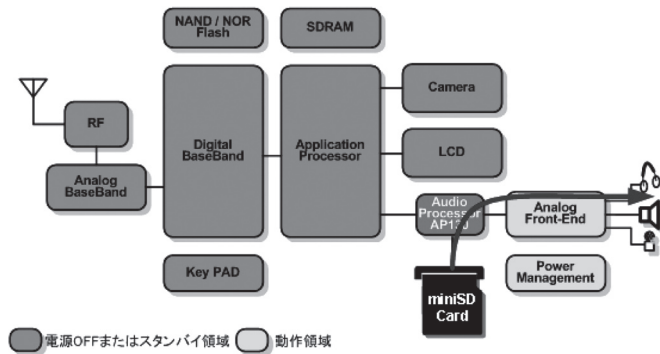 NAND / NOR
Flash
SDRAM
RF
Analog
BaseBand
Digital
BaseBand
Application
Processor
Camera
LCD
Audio
Processor
AP130
Analog
Front-End
Key PAD
miniSD
Card
Power
Management
電源OFFまたはスタンバイ領域
動作領域